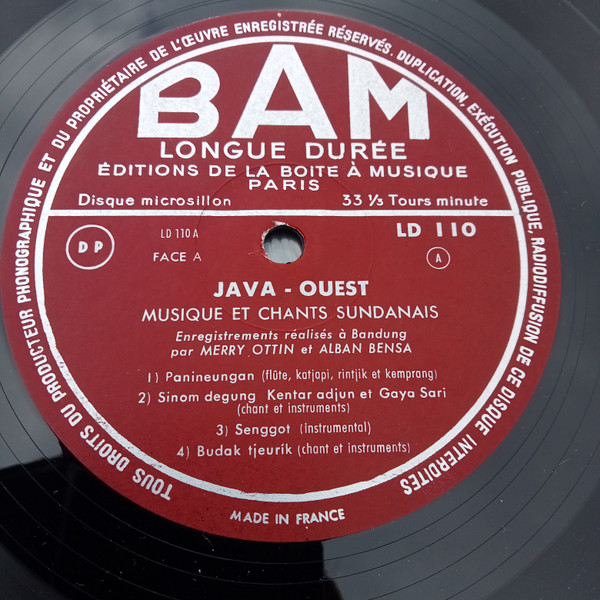 TOUS DROITS DU PRODUCTEUR PHONOGRAPHIQUE ET DU PROPRIÉTAIRE DE L'ŒUVRE ENREGISTRÉE RÉSERVÉS. DUPLICATION, EXÉCUTION PUBLIQUE, RADIODIFFUSION DE CE DISQUE INTERDITES
BAM
LONGUE DURÉE
ÉDITIONS DE LA BOITE À MUSIQUE
PARIS
Disque microsillon 33 ⅓ Tours minute
DP LD 110 A LD 110
FACE A A
JAVA - OUEST
MUSIQUE ET CHANTS SUNDANAIS
Enregistrements réalisés à Bandung
par MERRY OTTIN et ALBAN BENSA
1) Panineungan (flûte, katjapi, rintjik et kemprang)
2) Sinom degung Kentar adjun et Gaya Sari
(chant et instruments)
3) Senggot (instrumental)
4) Budak tjeurík (chant et instruments)
MADE IN FRANCE